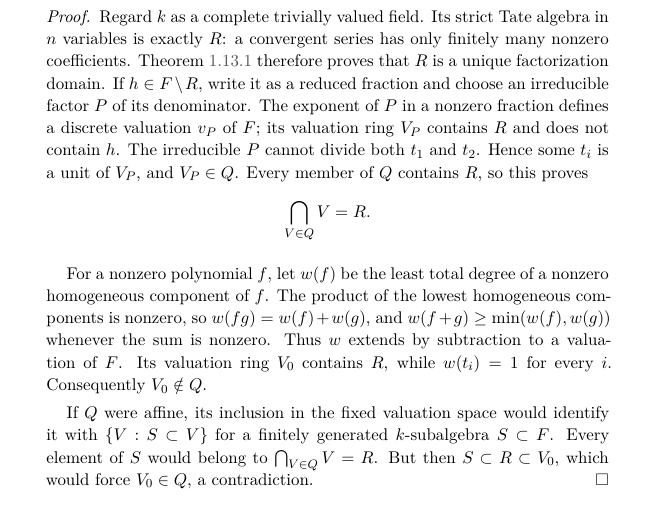 Proof. Regard k as a complete trivially valued field. Its strict Tate algebra in
n variables is exactly R: a convergent series has only finitely many nonzero
coefficients. Theorem 1.13.1 therefore proves that R is a unique factorization
domain. If h ∈ F \ R, write it as a reduced fraction and choose an irreducible
factor P of its denominator. The exponent of P in a nonzero fraction defines
a discrete valuation v_P of F; its valuation ring V_P contains R and does not
contain h. The irreducible P cannot divide both t₁ and t₂. Hence some t_i is
a unit of V_P, and V_P ∈ Q. Every member of Q contains R, so this proves
⋂_{V∈Q} V = R.
For a nonzero polynomial f, let w(f) be the least total degree of a nonzero
homogeneous component of f. The product of the lowest homogeneous com-
ponents is nonzero, so w(fg) = w(f)+w(g), and w(f+g) ≥ min(w(f), w(g))
whenever the sum is nonzero. Thus w extends by subtraction to a valua-
tion of F. Its valuation ring V₀ contains R, while w(t_i) = 1 for every i.
Consequently V₀ ∉ Q.
If Q were affine, its inclusion in the fixed valuation space would identify
it with {V : S ⊂ V} for a finitely generated k-subalgebra S ⊂ F. Every
element of S would belong to ⋂_{V∈Q} V = R. But then S ⊂ R ⊂ V₀, which
would force V₀ ∈ Q, a contradiction. □